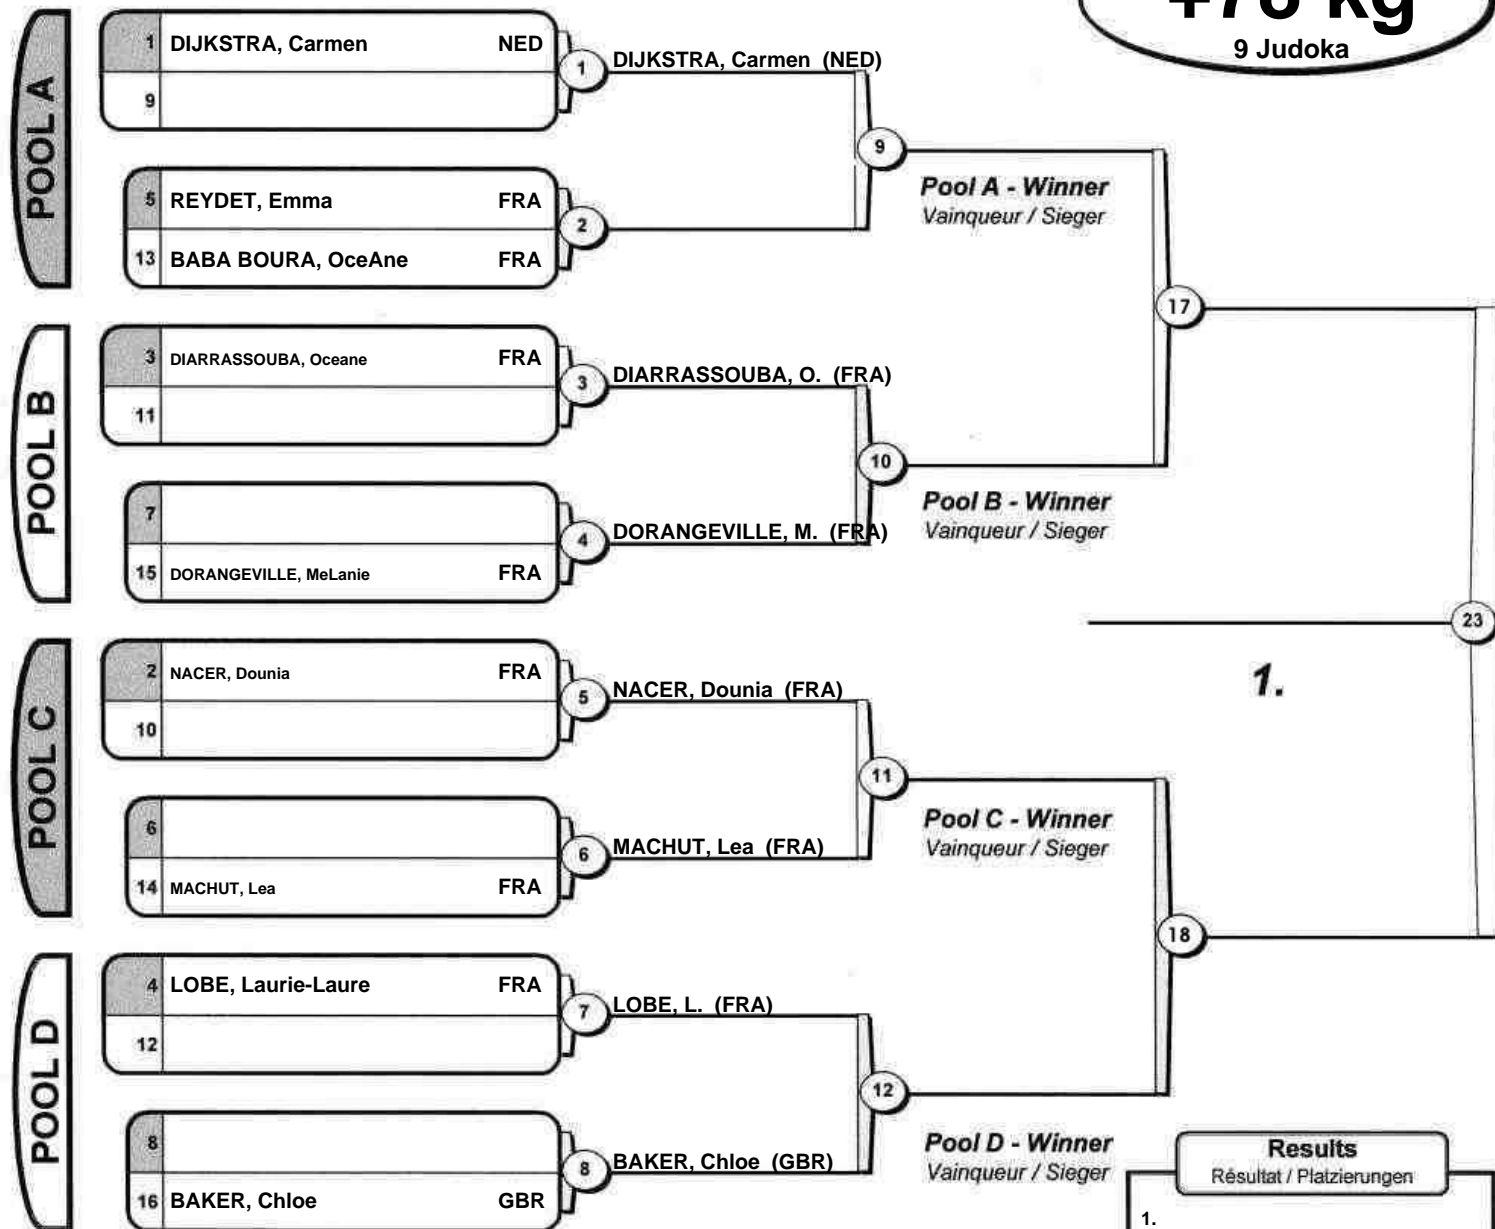 +78 kg
9 Judoka
POOL A
1 DIJKSTRA, Carmen NED
9
1
DIJKSTRA, Carmen (NED)
5 REYDET, Emma FRA
13 BABA BOURA, OceAne FRA
2
9
Pool A - Winner
Vainqueur / Sieger
POOL B
3 DIARRASSOUBA, Oceane FRA
11
3
DIARRASSOUBA, O. (FRA)
7
15 DORANGEVILLE, MeLanie FRA
4
DORANGEVILLE, M. (FRA)
10
Pool B - Winner
Vainqueur / Sieger
17
POOL C
2 NACER, Dounia FRA
10
5
NACER, Dounia (FRA)
6
14 MACHUT, Lea FRA
6
MACHUT, Lea (FRA)
11
Pool C - Winner
Vainqueur / Sieger
POOL D
4 LOBE, Laurie-Laure FRA
12
7
LOBE, L. (FRA)
8
16 BAKER, Chloe GBR
8
BAKER, Chloe (GBR)
12
Pool D - Winner
Vainqueur / Sieger
18
23
1.
Results
Résultat / Platzierungen
1.